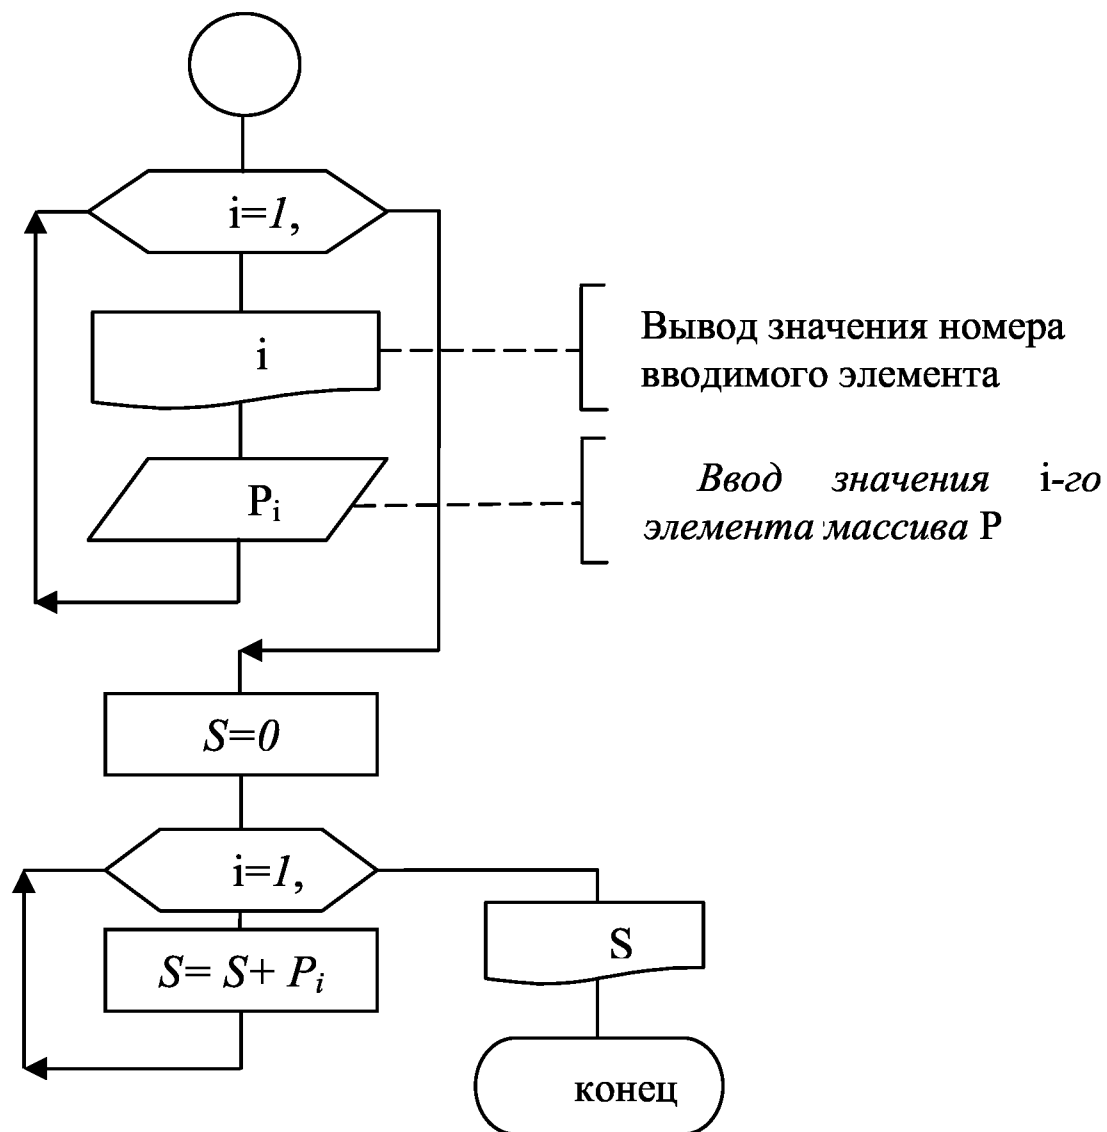 i=1,
i
Вывод значения номера
вводимого элемента
Pi
Ввод значения i-го
элемента массива P
S=0
i=1,
S= S+ Pi
S
конец